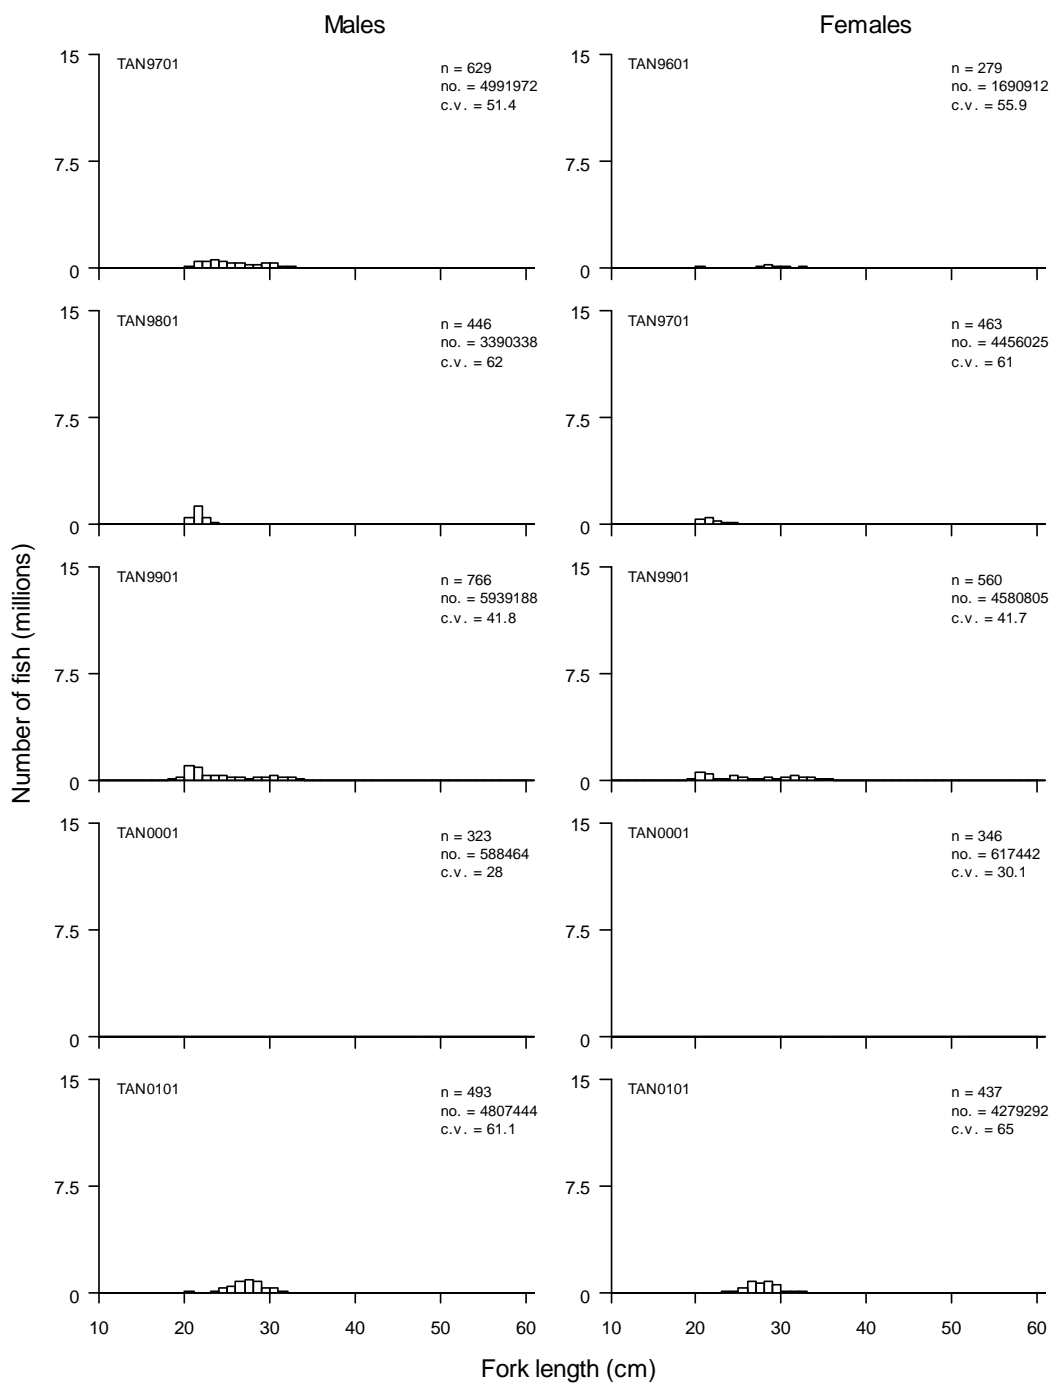 Males
Females
15
TAN9701
n = 629
no. = 4991972
c.v. = 51.4
7.5
0
15
TAN9601
n = 279
no. = 1690912
c.v. = 55.9
7.5
0
15
TAN9801
n = 446
no. = 3390338
c.v. = 62
7.5
0
15
TAN9701
n = 463
no. = 4456025
c.v. = 61
7.5
0
Number of fish (millions)
15
TAN9901
n = 766
no. = 5939188
c.v. = 41.8
7.5
0
15
TAN9901
n = 560
no. = 4580805
c.v. = 41.7
7.5
0
15
TAN0001
n = 323
no. = 588464
c.v. = 28
7.5
0
15
TAN0001
n = 346
no. = 617442
c.v. = 30.1
7.5
0
15
TAN0101
n = 493
no. = 4807444
c.v. = 61.1
7.5
0
10 20 30 40 50 60
15
TAN0101
n = 437
no. = 4279292
c.v. = 65
7.5
0
10 20 30 40 50 60
Fork length (cm)